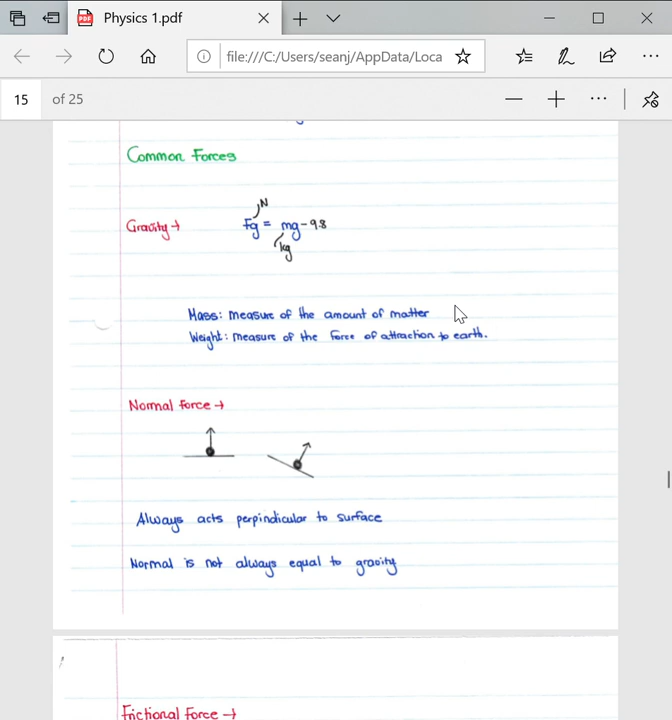 Physics 1.pdf
file:///C:/Users/seanj/AppData/Loca
15 of 25
Common Forces
N
Gravity → Fg = mg - 9.8
kg
Mass: measure of the amount of matter
Weight: measure of the force of attraction to earth.
Normal force →
Always acts perpindicular to surface
Normal is not always equal to gravity
Frictional Force →